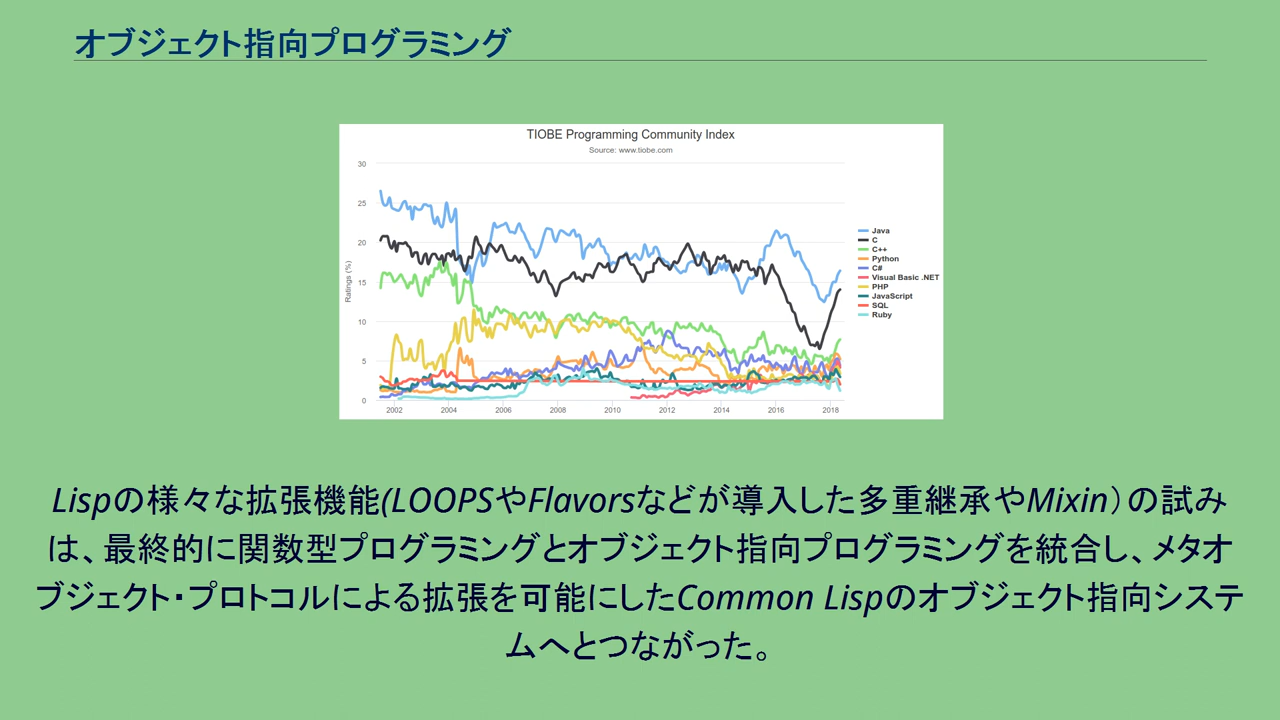 オブジェクト指向プログラミング
TIOBE Programming Community Index
Source: www.tiobe.com
Ratings (%)
30
25
20
15
10
5
0
2002 2004 2006 2008 2010 2012 2014 2016 2018
Java
C
C++
Python
C#
Visual Basic .NET
PHP
JavaScript
SQL
Ruby
Lispの様々な拡張機能(LOOPSやFlavorsなどが導入した多重継承やMixin）の試み
は、最終的に関数型プログラミングとオブジェクト指向プログラミングを統合し、メタオ
ブジェクト・プロトコルによる拡張を可能にしたCommon Lispのオブジェクト指向システ
ムへとつながった。